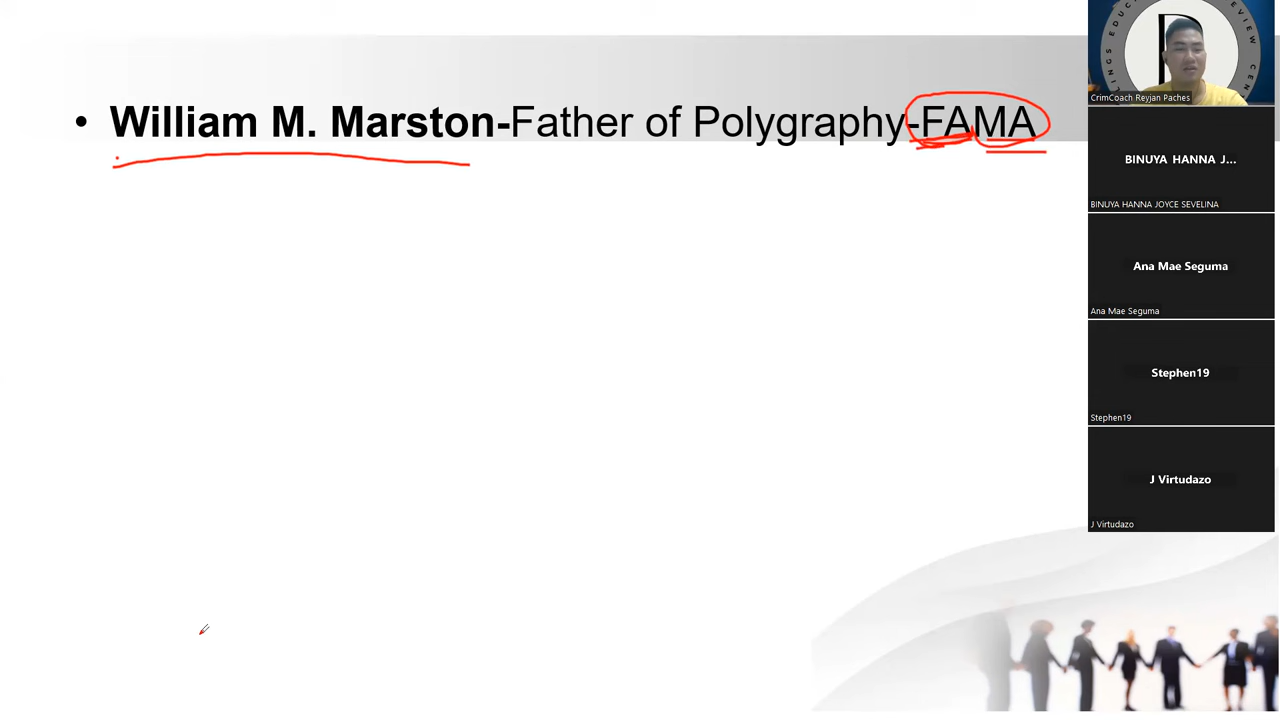 • William M. Marston-Father of Polygraphy-FAMA
CrimCoach Reyjan Paches
BINUYA HANNA J...
BINUYA HANNA JOYCE SEVELINA
Ana Mae Seguma
Ana Mae Seguma
Stephen19
Stephen19
J Virtudazo
J Virtudazo